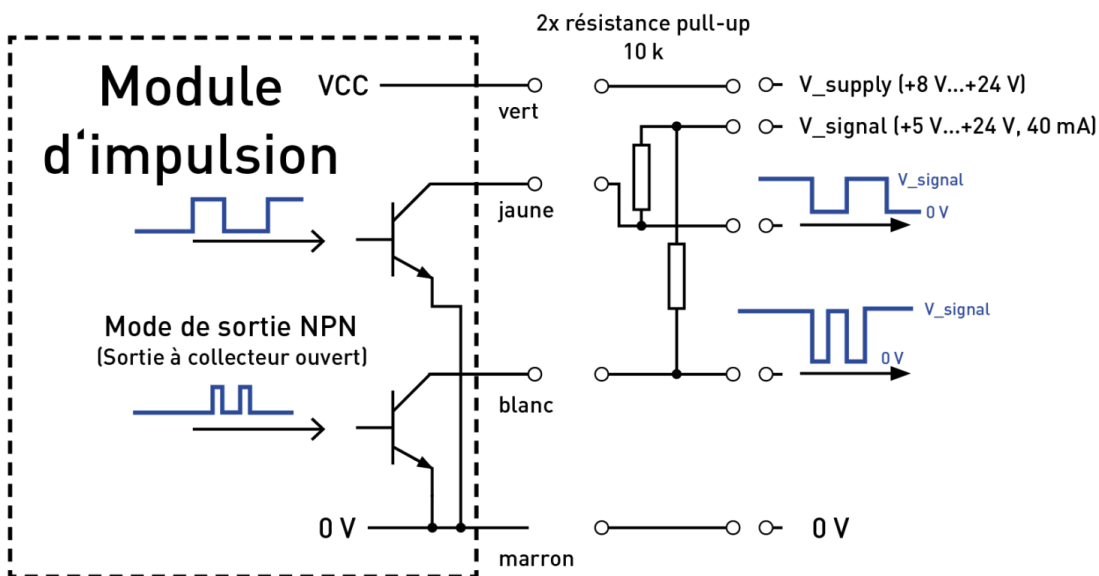 2x résistance pull-up
10 k
Module
d'impulsion
VCC
vert
V_supply (+8 V...+24 V)
V_signal (+5 V...+24 V, 40 mA)
jaune
V_signal
0 V
Mode de sortie NPN
(Sortie à collecteur ouvert)
V_signal
0 V
blanc
0 V
marron
0 V